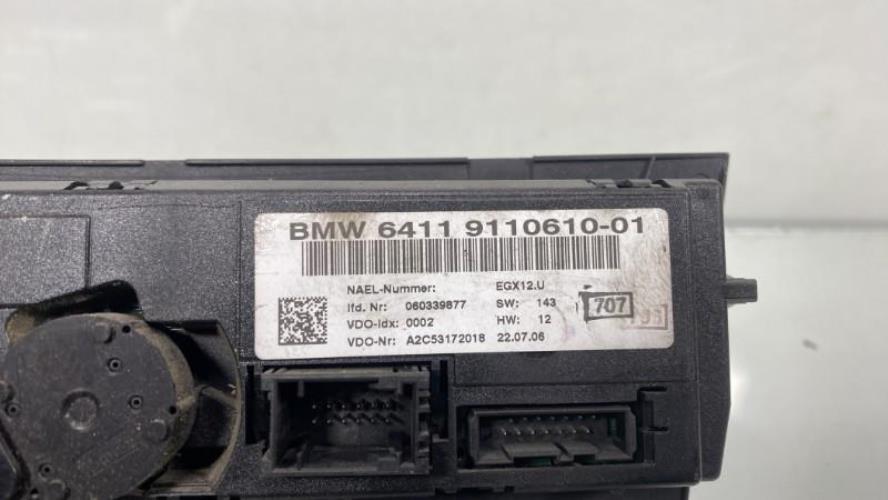 BMW 6411 9110610-01
NAEL-Nummer: EGX12.U
lfd. Nr: 060339877 SW: 143
VDO-Idx: 0002 HW: 12
VDO-Nr: A2C53172018 22.07.06
707